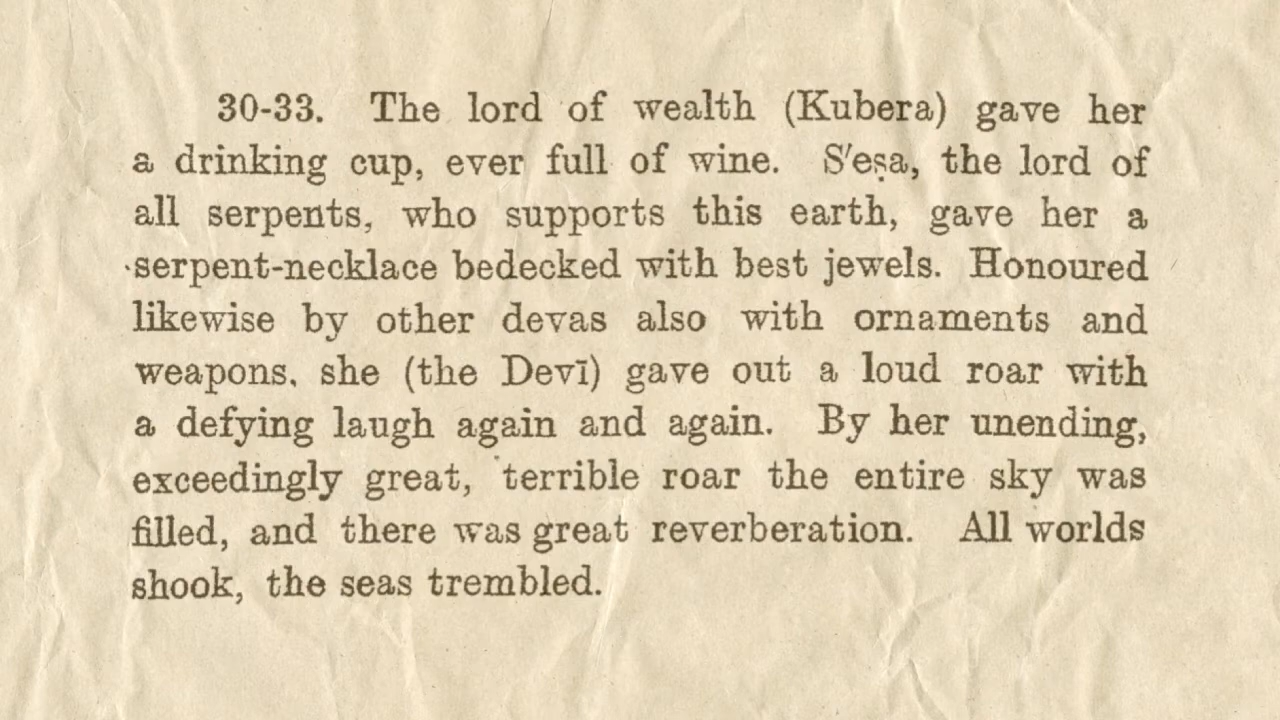 30-33. The lord of wealth (Kubera) gave her
a drinking cup, ever full of wine. S'eṣa, the lord of
all serpents, who supports this earth, gave her a
serpent-necklace bedecked with best jewels. Honoured
likewise by other devas also with ornaments and
weapons, she (the Devī) gave out a loud roar with
a defying laugh again and again. By her unending,
exceedingly great, terrible roar the entire sky was
filled, and there was great reverberation. All worlds
shook, the seas trembled.